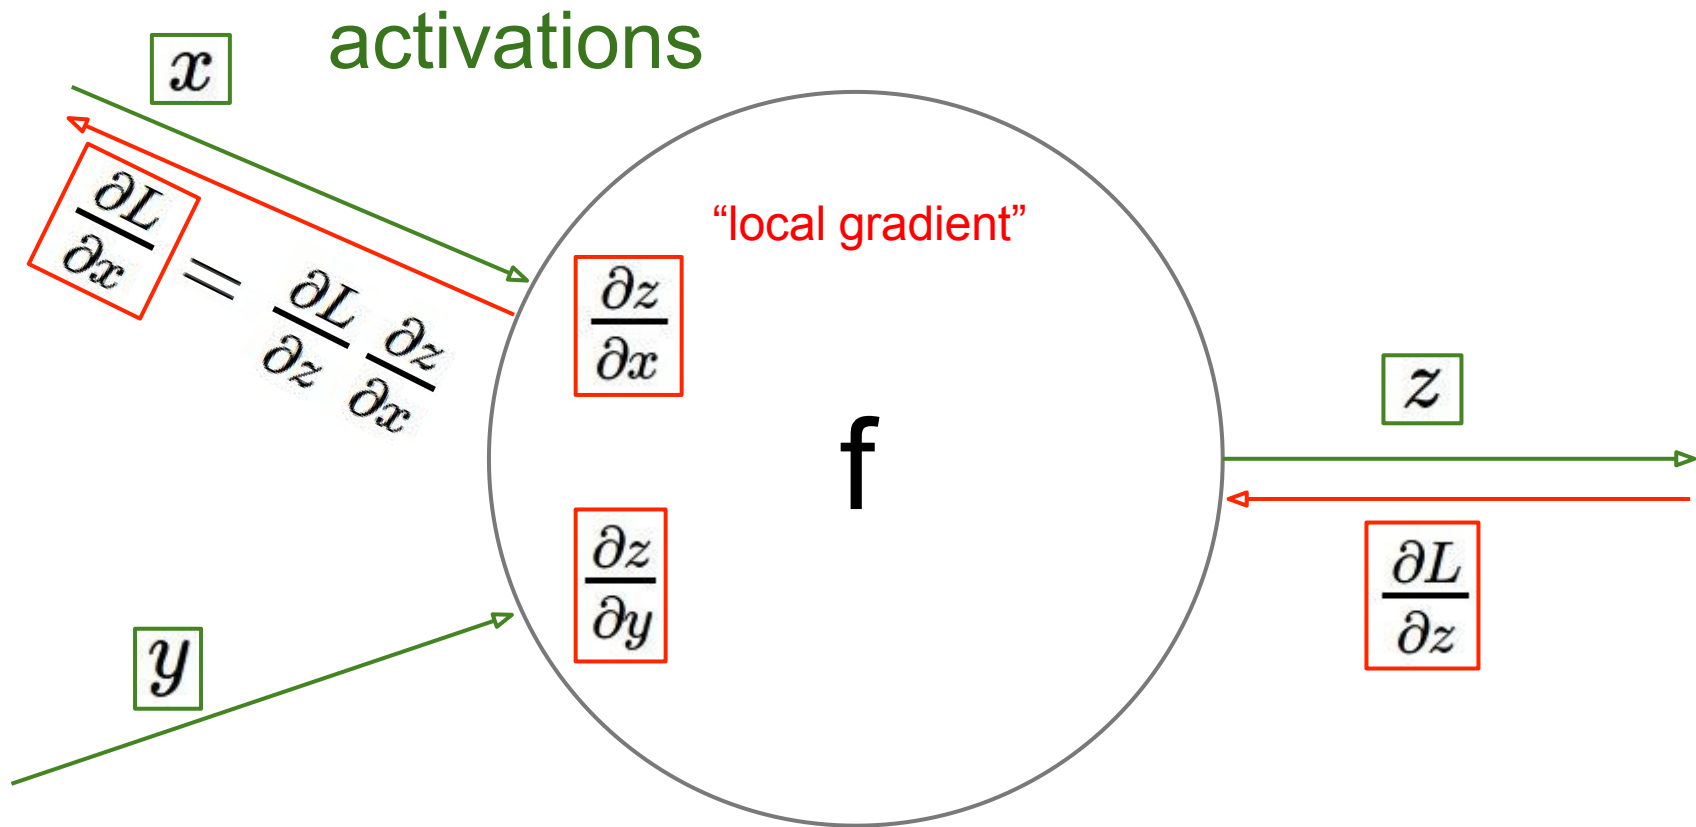 activations
x
∂L/∂x = ∂L/∂z ∂z/∂x
“local gradient”
∂z/∂x
f
z
∂z/∂y
∂L/∂z
y